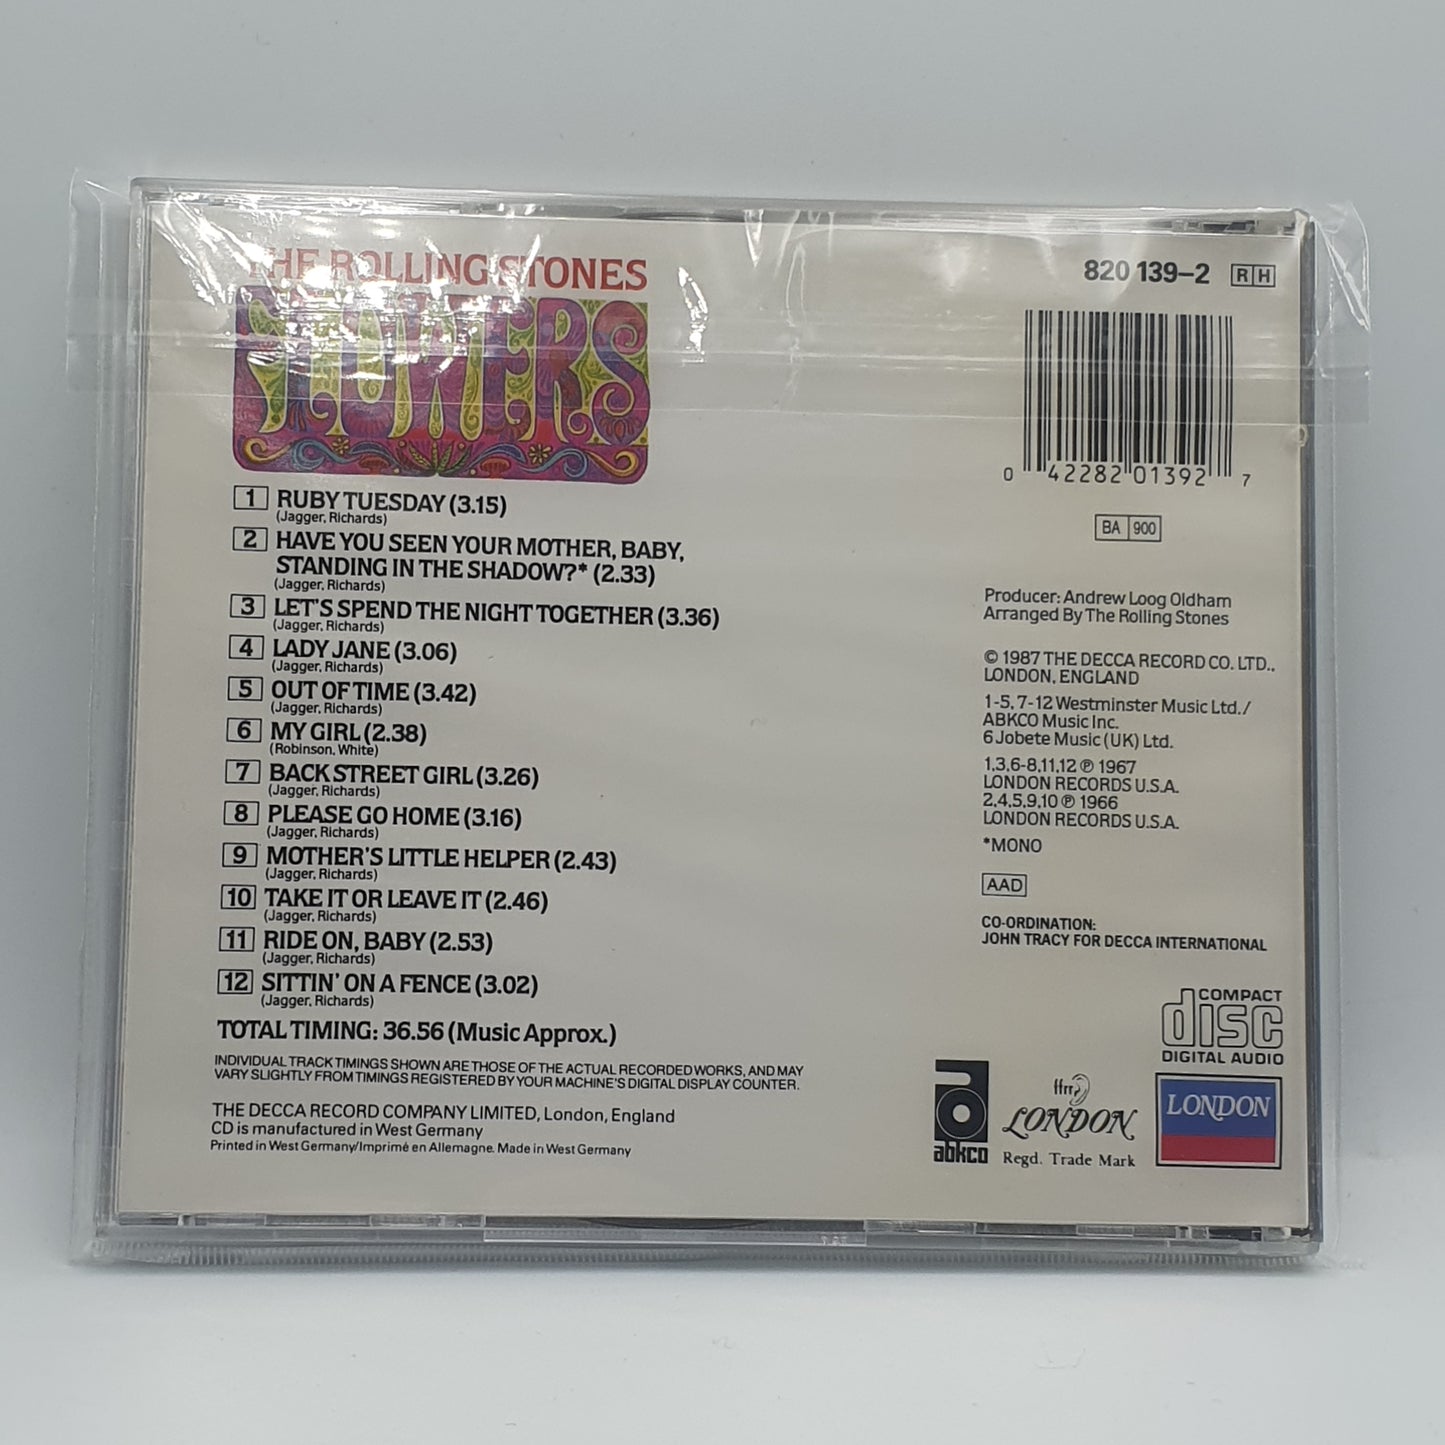 THE ROLLING STONES
FLOWERS
820 139–2 RH
0 42282 01392 7
BA 900
1 RUBY TUESDAY (3.15)
(Jagger, Richards)
2 HAVE YOU SEEN YOUR MOTHER, BABY,
STANDING IN THE SHADOW?* (2.33)
(Jagger, Richards)
3 LET'S SPEND THE NIGHT TOGETHER (3.36)
(Jagger, Richards)
4 LADY JANE (3.06)
(Jagger, Richards)
5 OUT OF TIME (3.42)
(Jagger, Richards)
6 MY GIRL (2.38)
(Robinson, White)
7 BACK STREET GIRL (3.26)
(Jagger, Richards)
8 PLEASE GO HOME (3.16)
(Jagger, Richards)
9 MOTHER'S LITTLE HELPER (2.43)
(Jagger, Richards)
10 TAKE IT OR LEAVE IT (2.46)
(Jagger, Richards)
11 RIDE ON, BABY (2.53)
(Jagger, Richards)
12 SITTIN' ON A FENCE (3.02)
(Jagger, Richards)
TOTAL TIMING: 36.56 (Music Approx.)
INDIVIDUAL TRACK TIMINGS SHOWN ARE THOSE OF THE ACTUAL RECORDED WORKS, AND MAY
VARY SLIGHTLY FROM TIMINGS REGISTERED BY YOUR MACHINE'S DIGITAL DISPLAY COUNTER.
THE DECCA RECORD COMPANY LIMITED, London, England
CD is manufactured in West Germany
Printed in West Germany/Imprimé en Allemagne. Made in West Germany
Producer: Andrew Loog Oldham
Arranged By The Rolling Stones
© 1987 THE DECCA RECORD CO. LTD.,
LONDON, ENGLAND
1-5, 7-12 Westminster Music Ltd./
ABKCO Music Inc.
6 Jobete Music (UK) Ltd.
1,3,6-8,11,12 ℗ 1967
LONDON RECORDS U.S.A.
2,4,5,9,10 ℗ 1966
LONDON RECORDS U.S.A.
*MONO
AAD
CO-ORDINATION:
JOHN TRACY FOR DECCA INTERNATIONAL
COMPACT
disc
DIGITAL AUDIO
abkco
ffrr
LONDON
Regd. Trade Mark
LONDON